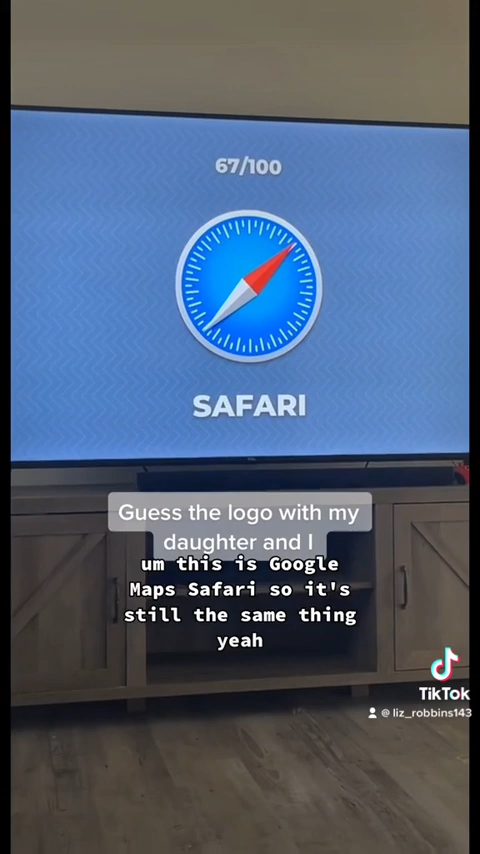 67/100
SAFARI
Guess the logo with my
daughter and I
um this is Google
Maps Safari so it's
still the same thing
yeah
TikTok
@ liz_robbins143